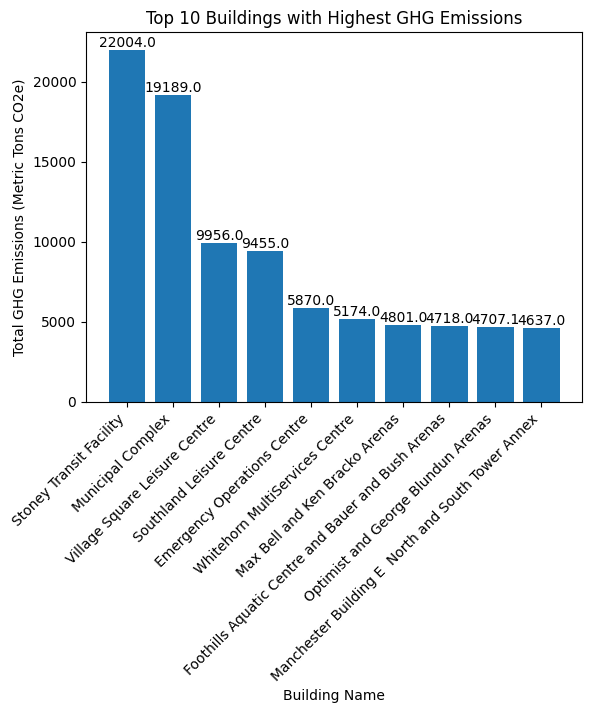 Top 10 Buildings with Highest GHG Emissions
Total GHG Emissions (Metric Tons CO2e)
20000
15000
10000
5000
0
22004.0
19189.0
9956.0
9455.0
5870.0
5174.0
4801.0
4718.0
4707.1
4637.0
Stoney Transit Facility
Municipal Complex
Village Square Leisure Centre
Southland Leisure Centre
Emergency Operations Centre
Whitehorn MultiServices Centre
Max Bell and Ken Bracko Arenas
Foothills Aquatic Centre and Bauer and Bush Arenas
Optimist and George Blundun Arenas
Manchester Building E  North and South Tower Annex
Building Name